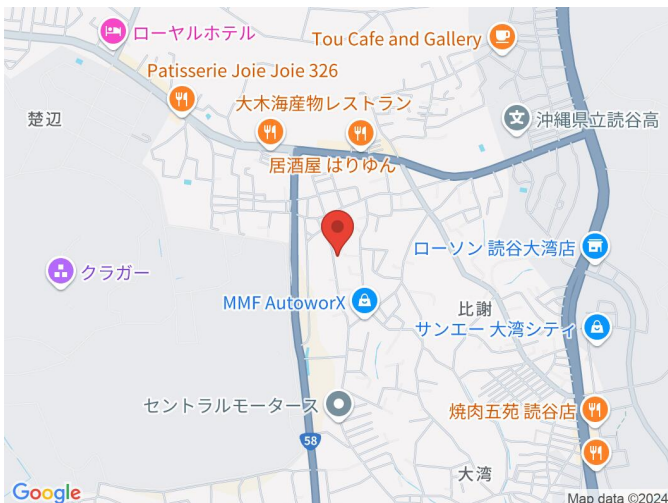 ローヤルホテル
Tou Cafe and Gallery
Patisserie Joie Joie 326
大木海産物レストラン
楚辺
沖縄県立読谷高
居酒屋 はりゆん
ローソン 読谷大湾店
クラガー
MMF AutoworX
比謝
サンエー 大湾シティ
セントラルモータース
焼肉五苑 読谷店
58
大湾
Google
Map data ©2024